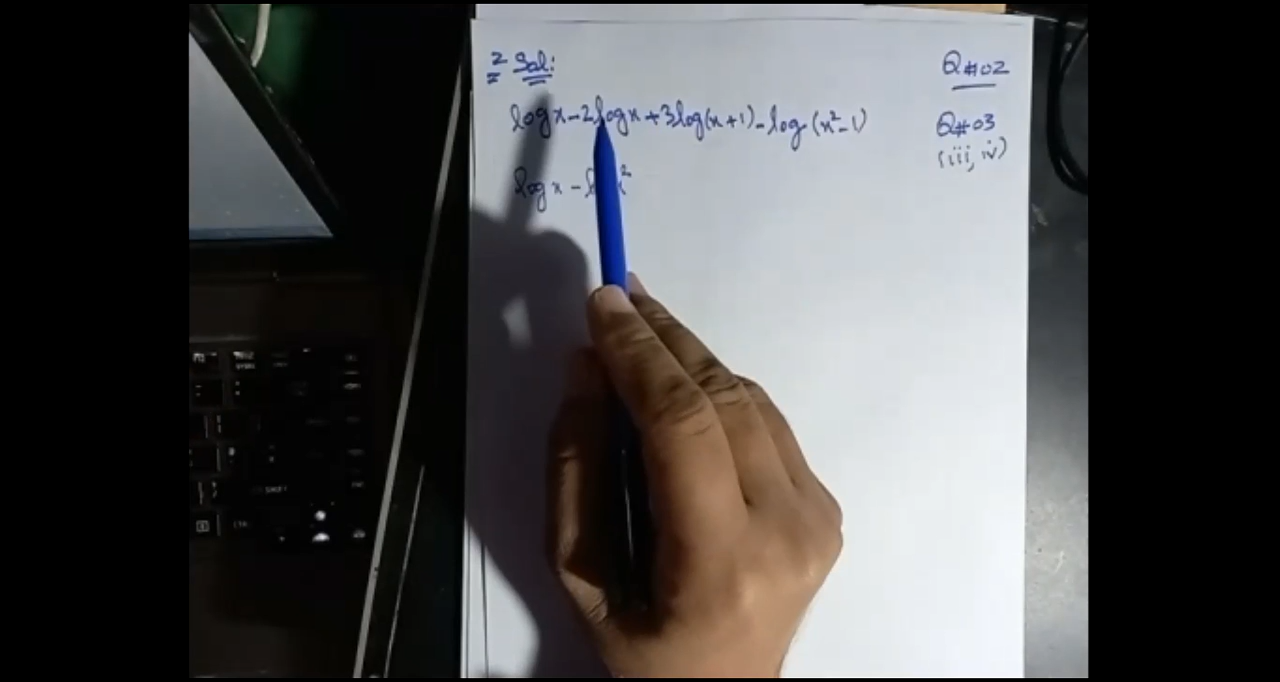 2 Sol:
Q#02
log x - 2 log x + 3 log (x + 1) - log (x² - 1)
Q#03
(iii, iv)
log x -